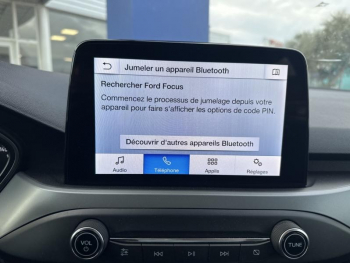 Jumeler un appareil Bluetooth
Rechercher Ford Focus
Commencez le processus de jumelage depuis votre
appareil pour faire s'afficher les options de code PIN.
Découvrir d'autres appareils Bluetooth
Audio
Téléphone
Applis
Réglages
VOL
TUNE